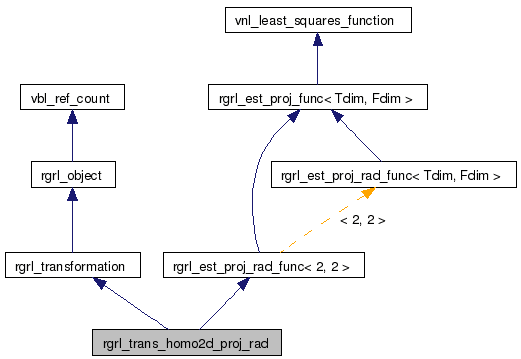 vnl_least_squares_function
vbl_ref_count
rgrl_est_proj_func< Tdim, Fdim >
rgrl_object
rgrl_est_proj_rad_func< Tdim, Fdim >
< 2, 2 >
rgrl_transformation
rgrl_est_proj_rad_func< 2, 2 >
rgrl_trans_homo2d_proj_rad